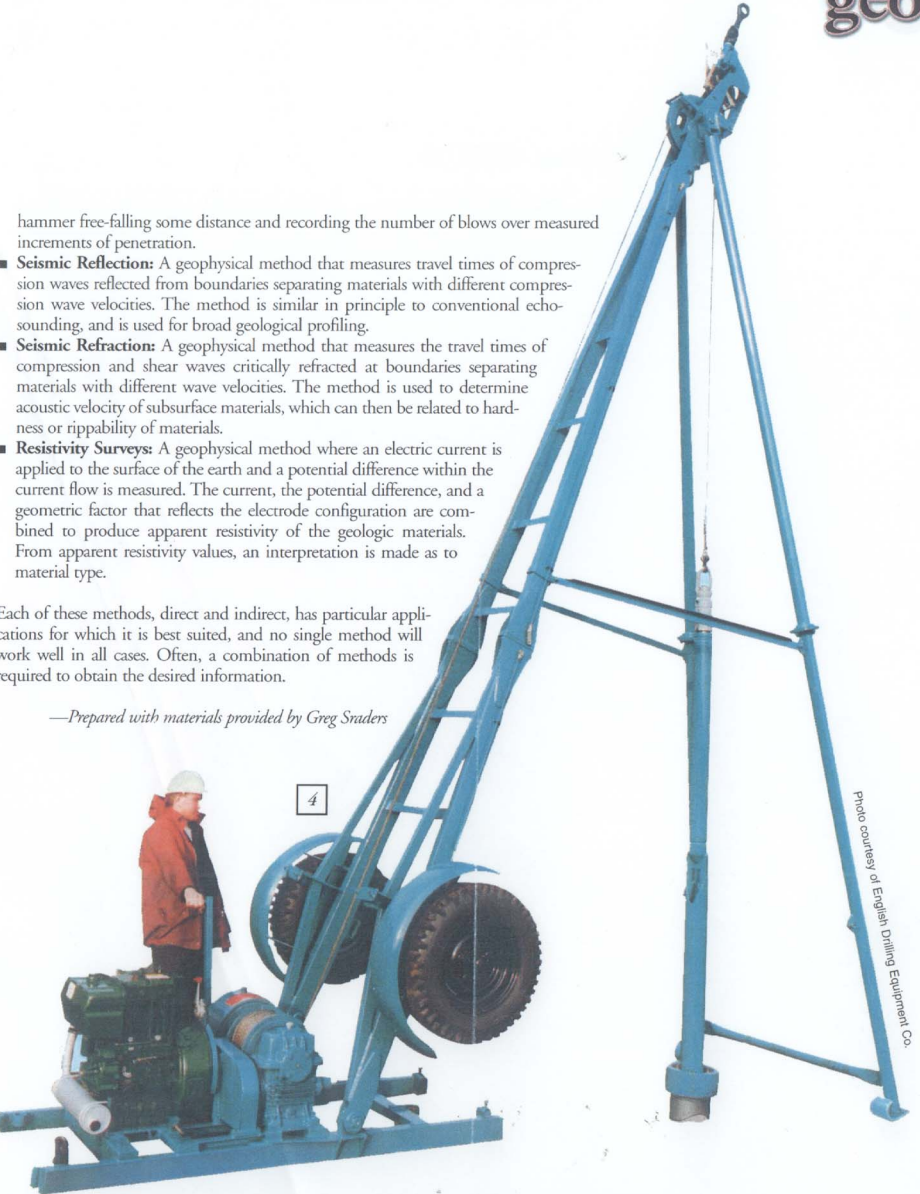 geo
hammer free-falling some distance and recording the number of blows over measured
increments of penetration.
■ Seismic Reflection: A geophysical method that measures travel times of compres-
sion waves reflected from boundaries separating materials with different compres-
sion wave velocities. The method is similar in principle to conventional echo-
sounding, and is used for broad geological profiling.
■ Seismic Refraction: A geophysical method that measures the travel times of
compression and shear waves critically refracted at boundaries separating
materials with different wave velocities. The method is used to determine
acoustic velocity of subsurface materials, which can then be related to hard-
ness or rippability of materials.
■ Resistivity Surveys: A geophysical method where an electric current is
applied to the surface of the earth and a potential difference within the
current flow is measured. The current, the potential difference, and a
geometric factor that reflects the electrode configuration are com-
bined to produce apparent resistivity of the geologic materials.
From apparent resistivity values, an interpretation is made as to
material type.
Each of these methods, direct and indirect, has particular appli-
cations for which it is best suited, and no single method will
work well in all cases. Often, a combination of methods is
required to obtain the desired information.
—Prepared with materials provided by Greg Sraders
4
Photo courtesy of English Drilling Equipment Co.